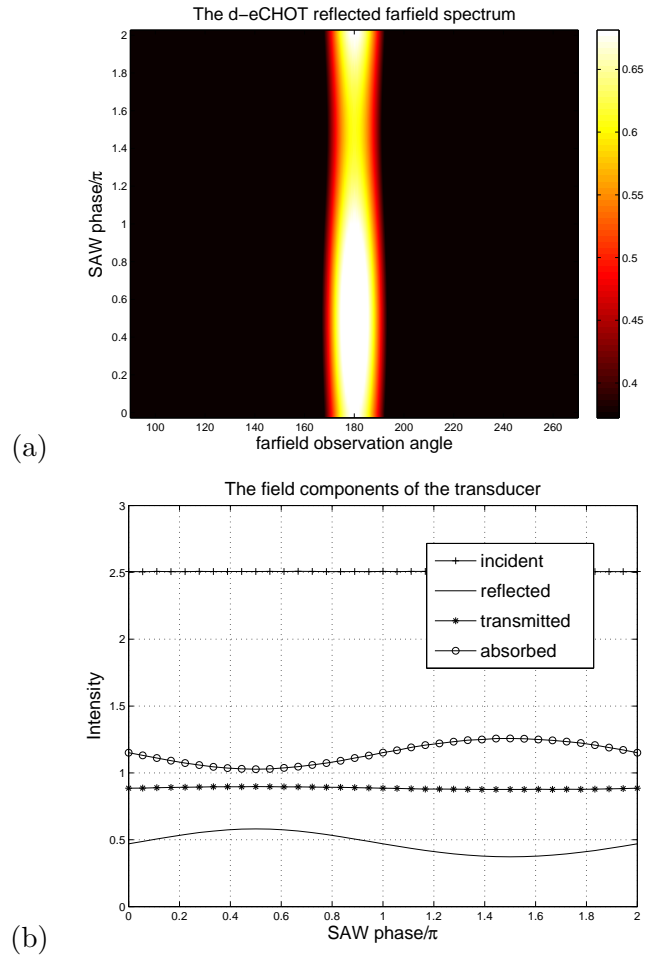 The d−eCHOT reflected farfield spectrum
SAW phase/π
2
1.8
1.6
1.4
1.2
1
0.8
0.6
0.4
0.2
0
100 120 140 160 180 200 220 240 260
farfield observation angle
0.65
0.6
0.55
0.5
0.45
0.4
(a)
The field components of the transducer
Intensity
3
2.5
2
1.5
1
0.5
0
incident
reflected
transmitted
absorbed
0 0.2 0.4 0.6 0.8 1 1.2 1.4 1.6 1.8 2
SAW phase/π
(b)